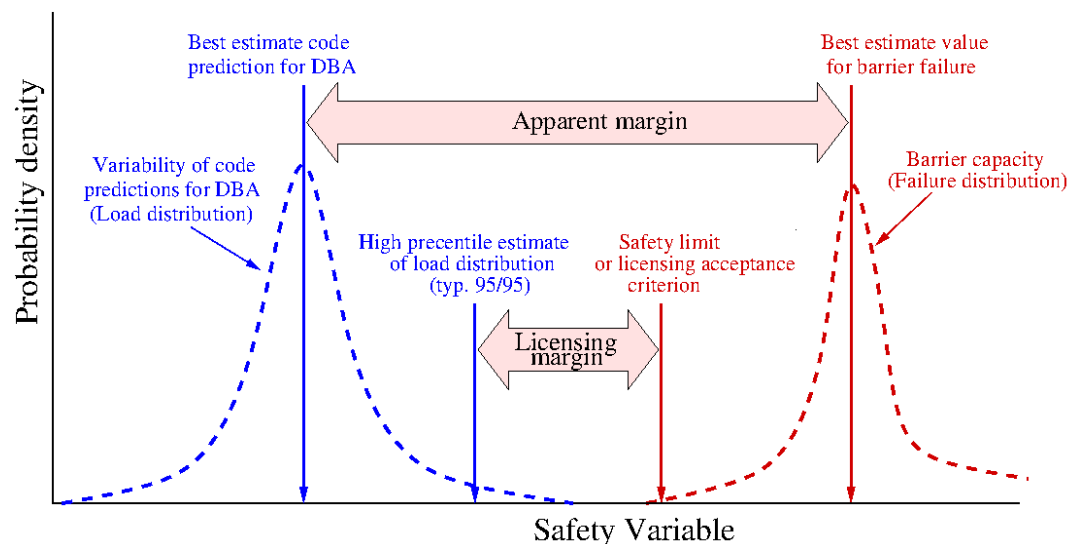 Best estimate code
prediction for DBA
Best estimate value
for barrier failure
Apparent margin
Variability of code
predictions for DBA
(Load distribution)
Barrier capacity
(Failure distribution)
High precentile estimate
of load distribution
(typ. 95/95)
Safety limit
or licensing acceptance
criterion
Licensing
margin
Probability density
Safety Variable